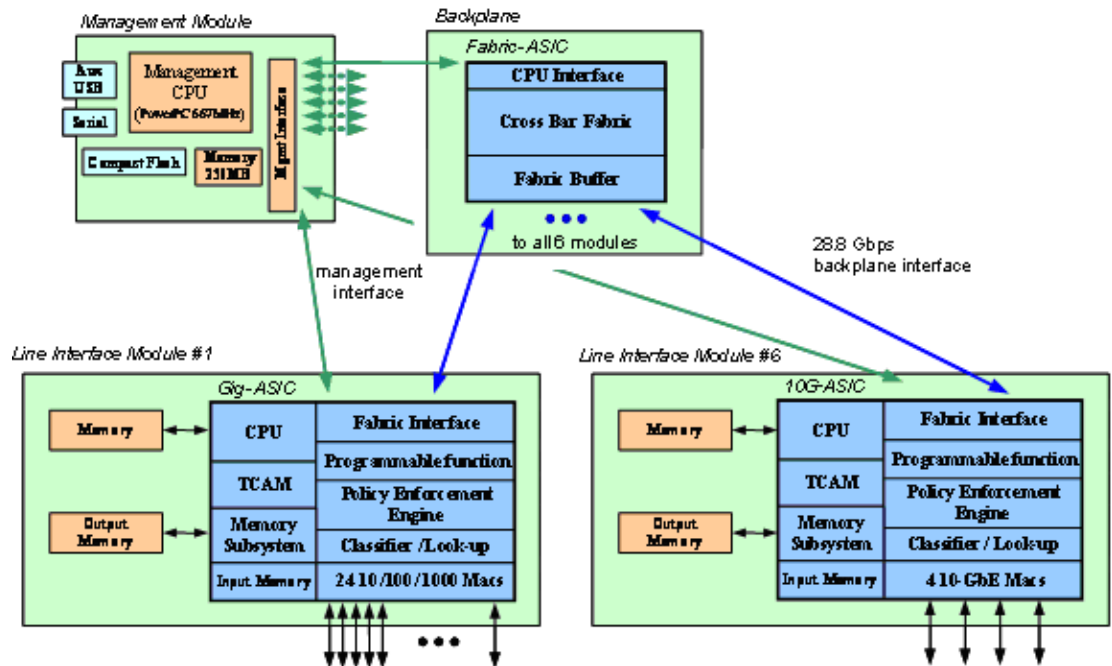 Management Module
Aux
USB
Serial
Management
CPU
(PowerPC 667MHz)
Compact Flash
Memory
Mgmt Interface
Backplane
Fabric-ASIC
CPU Interface
Cross Bar Fabric
Fabric Buffer
to all 6 modules
management
interface
28.8 Gbps
backplane interface
Line Interface Module #1
Gig-ASIC
Memory
Output
Memory
CPU
TCAM
Memory
Subsystem
Input Memory
Fabric Interface
Programmable function
Policy Enforcement
Engine
Classifier / Look-up
24 10 /100 /1000 Macs
Line Interface Module #6
10G-ASIC
Memory
Output
Memory
CPU
TCAM
Memory
Subsystem
Input Memory
Fabric Interface
Programmable function
Policy Enforcement
Engine
Classifier / Look-up
4 10-GbE Macs